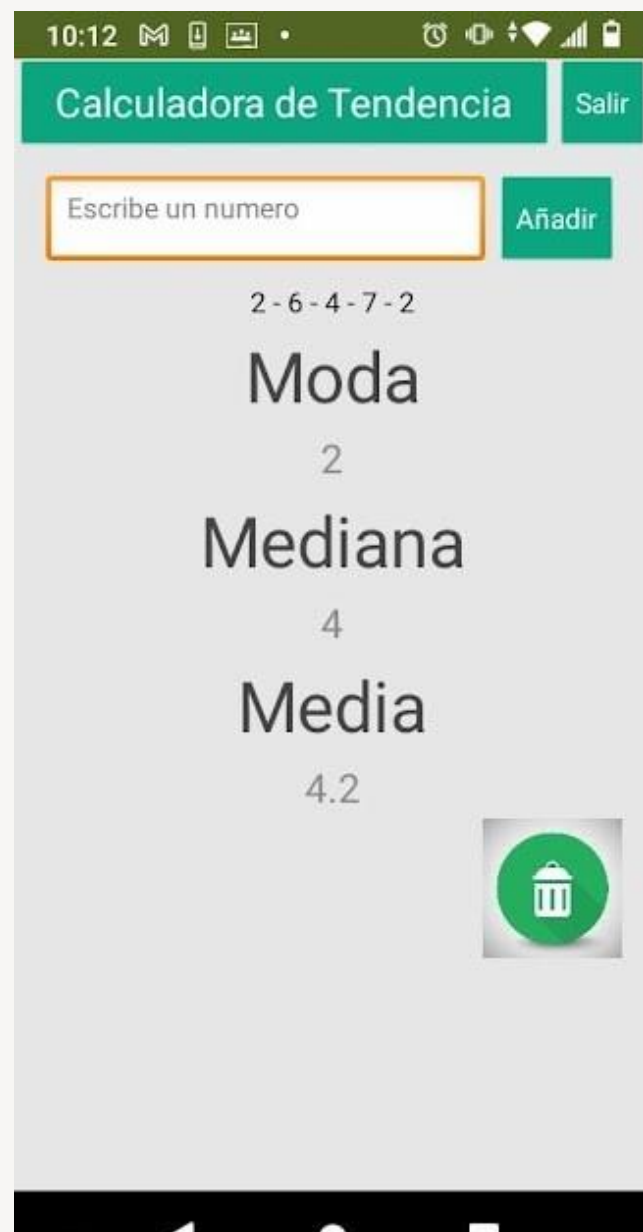 10:12
Calculadora de Tendencia Salir
Escribe un numero Añadir
2 - 6 - 4 - 7 - 2
Moda
2
Mediana
4
Media
4.2